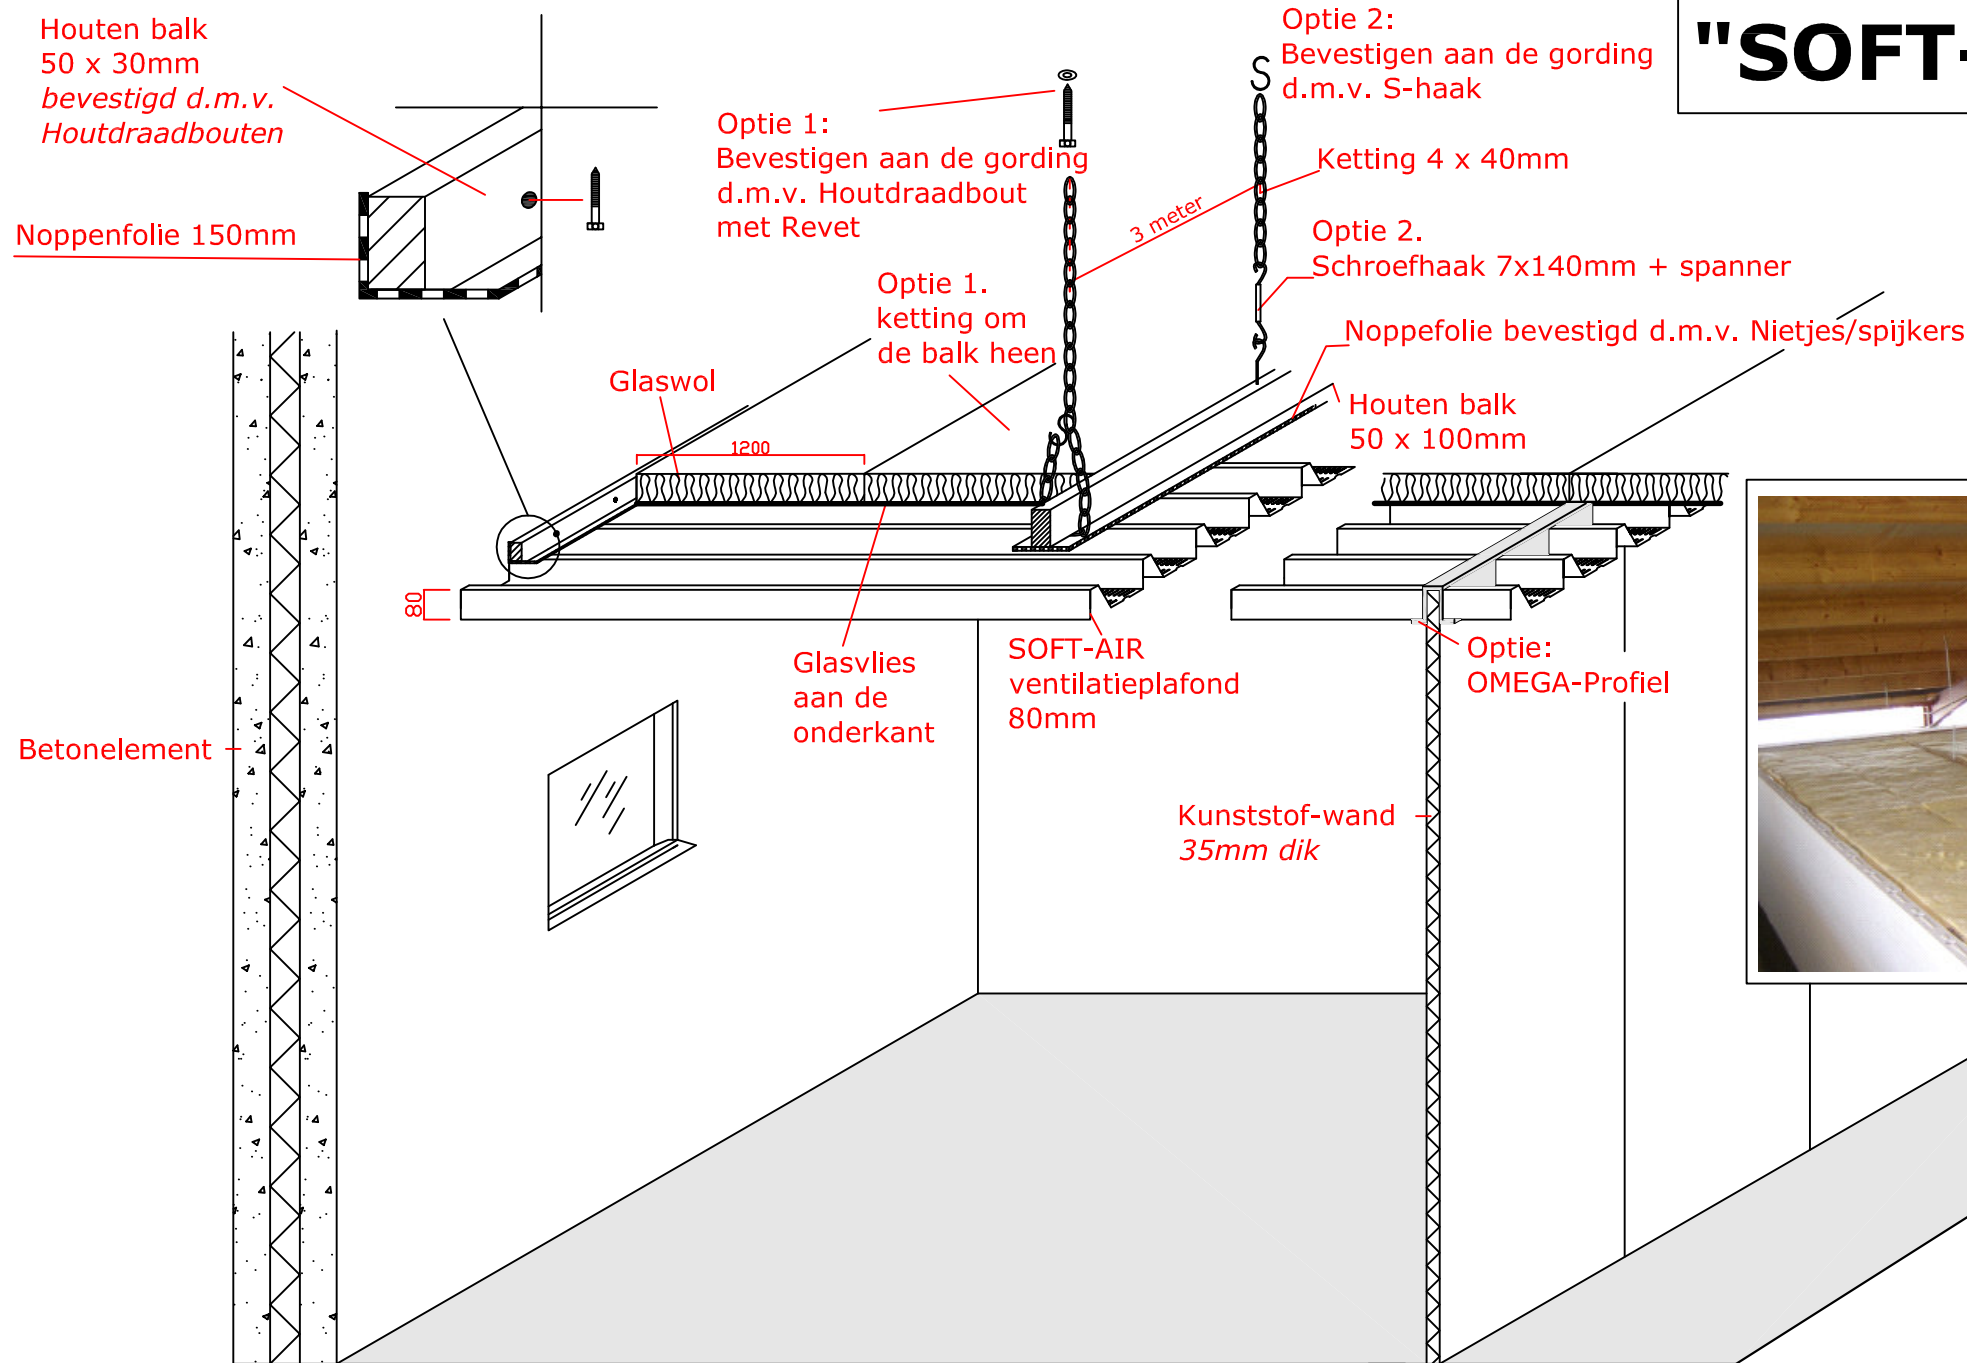 Houten balk
50 x 30mm
bevestigd d.m.v.
Houtdraadbouten
Noppenfolie 150mm
Optie 1:
Bevestigen aan de gording
d.m.v. Houtdraadbout
met Revet
Optie 2:
Bevestigen aan de gording
d.m.v. S-haak
"SOFT-
Ketting 4 x 40mm
3 meter
Optie 2.
Schroefhaak 7x140mm + spanner
Optie 1.
ketting om
de balk heen
Noppefolie bevestigd d.m.v. Nietjes/spijkers
Glaswol
Houten balk
50 x 100mm
1200
80
Glasvlies
aan de
onderkant
SOFT-AIR
ventilatieplafond
80mm
Optie:
OMEGA-Profiel
Betonelement
Kunststof-wand
35mm dik